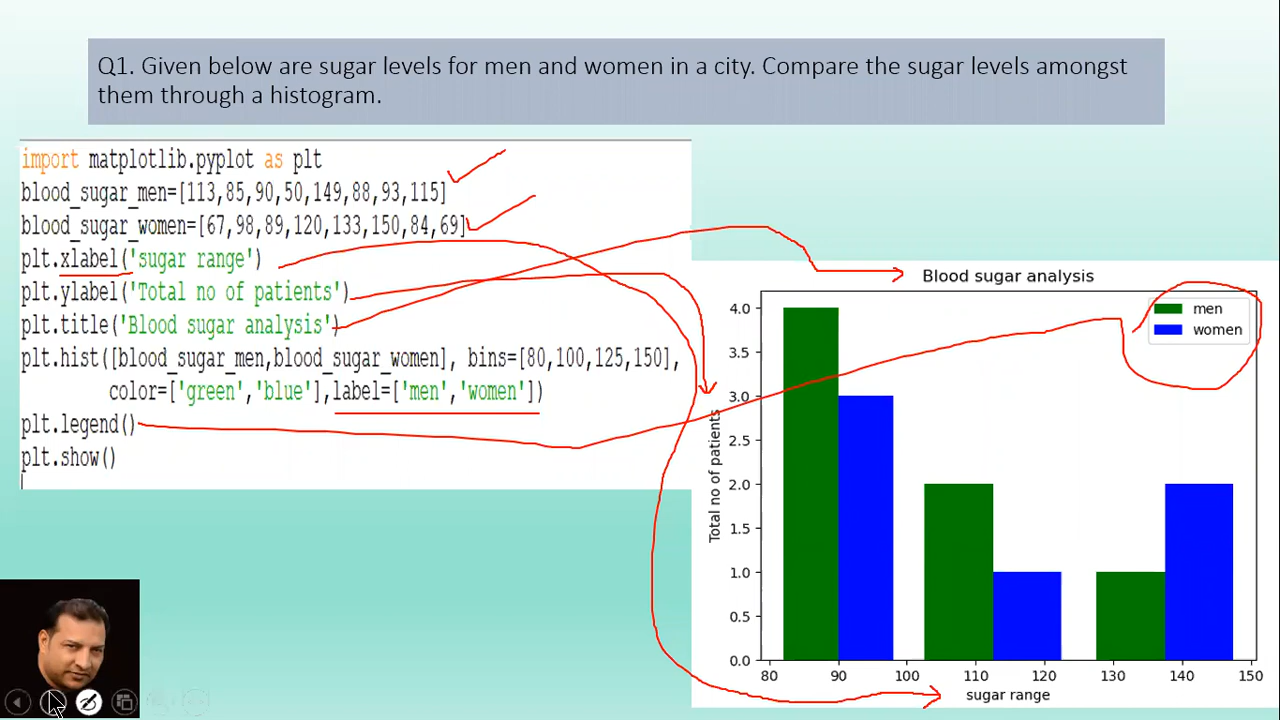 Q1. Given below are sugar levels for men and women in a city. Compare the sugar levels amongst
them through a histogram.
import matplotlib.pyplot as plt
blood_sugar_men=[113,85,90,50,149,88,93,115]
blood_sugar_women=[67,98,89,120,133,150,84,69]
plt.xlabel('sugar range')
plt.ylabel('Total no of patients')
plt.title('Blood sugar analysis')
plt.hist([blood_sugar_men,blood_sugar_women], bins=[80,100,125,150],
color=['green','blue'],label=['men','women'])
plt.legend()
plt.show()
Blood sugar analysis
men
women
4.0
3.5
3.0
2.5
2.0
1.5
1.0
0.5
0.0
Total no of patients
80 90 100 110 120 130 140 150
sugar range